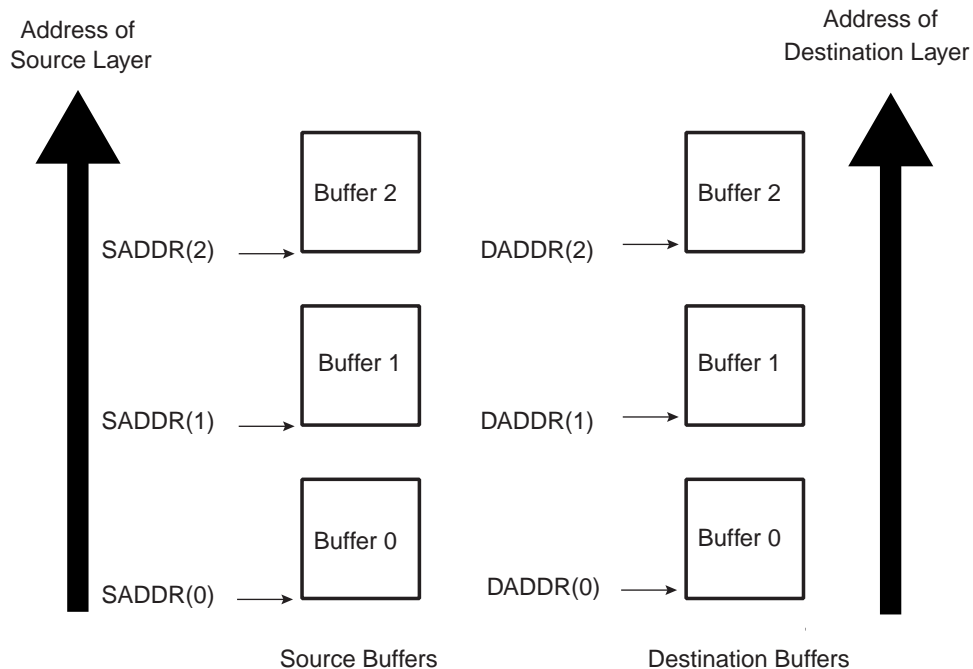 Address of
Source Layer
Address of
Destination Layer
Buffer 2
Buffer 2
SADDR(2)
DADDR(2)
Buffer 1
Buffer 1
SADDR(1)
DADDR(1)
Buffer 0
Buffer 0
SADDR(0)
DADDR(0)
Source Buffers
Destination Buffers